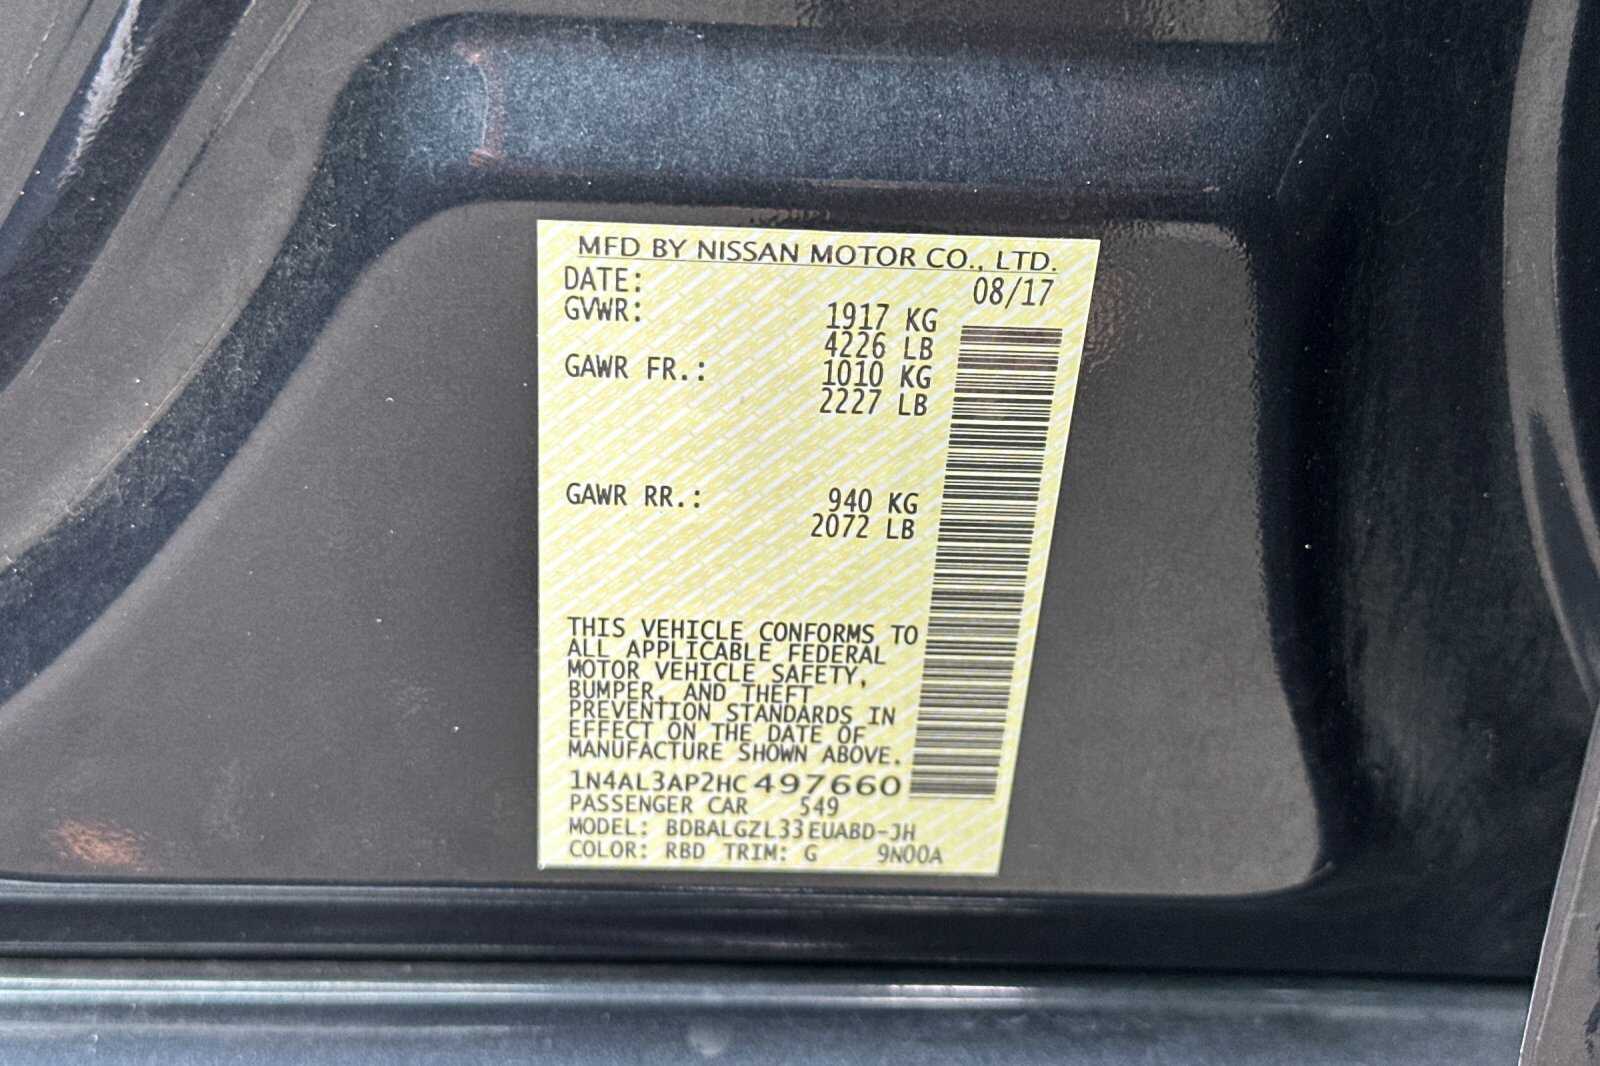 MFD BY NISSAN MOTOR CO., LTD.
DATE: 08/17
GVWR: 1917 KG
4226 LB
GAWR FR.: 1010 KG
2227 LB
GAWR RR.: 940 KG
2072 LB
THIS VEHICLE CONFORMS TO
ALL APPLICABLE FEDERAL
MOTOR VEHICLE SAFETY,
BUMPER, AND THEFT
PREVENTION STANDARDS IN
EFFECT ON THE DATE OF
MANUFACTURE SHOWN ABOVE.
1N4AL3AP2HC497660
PASSENGER CAR 549
MODEL: BDBALGZL33EUABD-JH
COLOR: RBD TRIM: G 9N00A